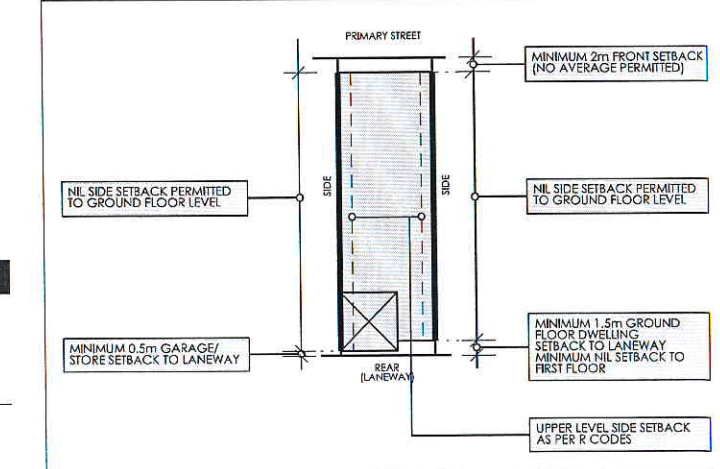 PRIMARY STREET
MINIMUM 2m FRONT SETBACK
(NO AVERAGE PERMITTED)
SIDE
SIDE
NIL SIDE SETBACK PERMITTED
TO GROUND FLOOR LEVEL
NIL SIDE SETBACK PERMITTED
TO GROUND FLOOR LEVEL
MINIMUM 0.5m GARAGE/
STORE SETBACK TO LANEWAY
MINIMUM 1.5m GROUND
FLOOR DWELLING
SETBACK TO LANEWAY
MINIMUM NIL SETBACK TO
FIRST FLOOR
REAR
(LANEWAY)
UPPER LEVEL SIDE SETBACK
AS PER R CODES